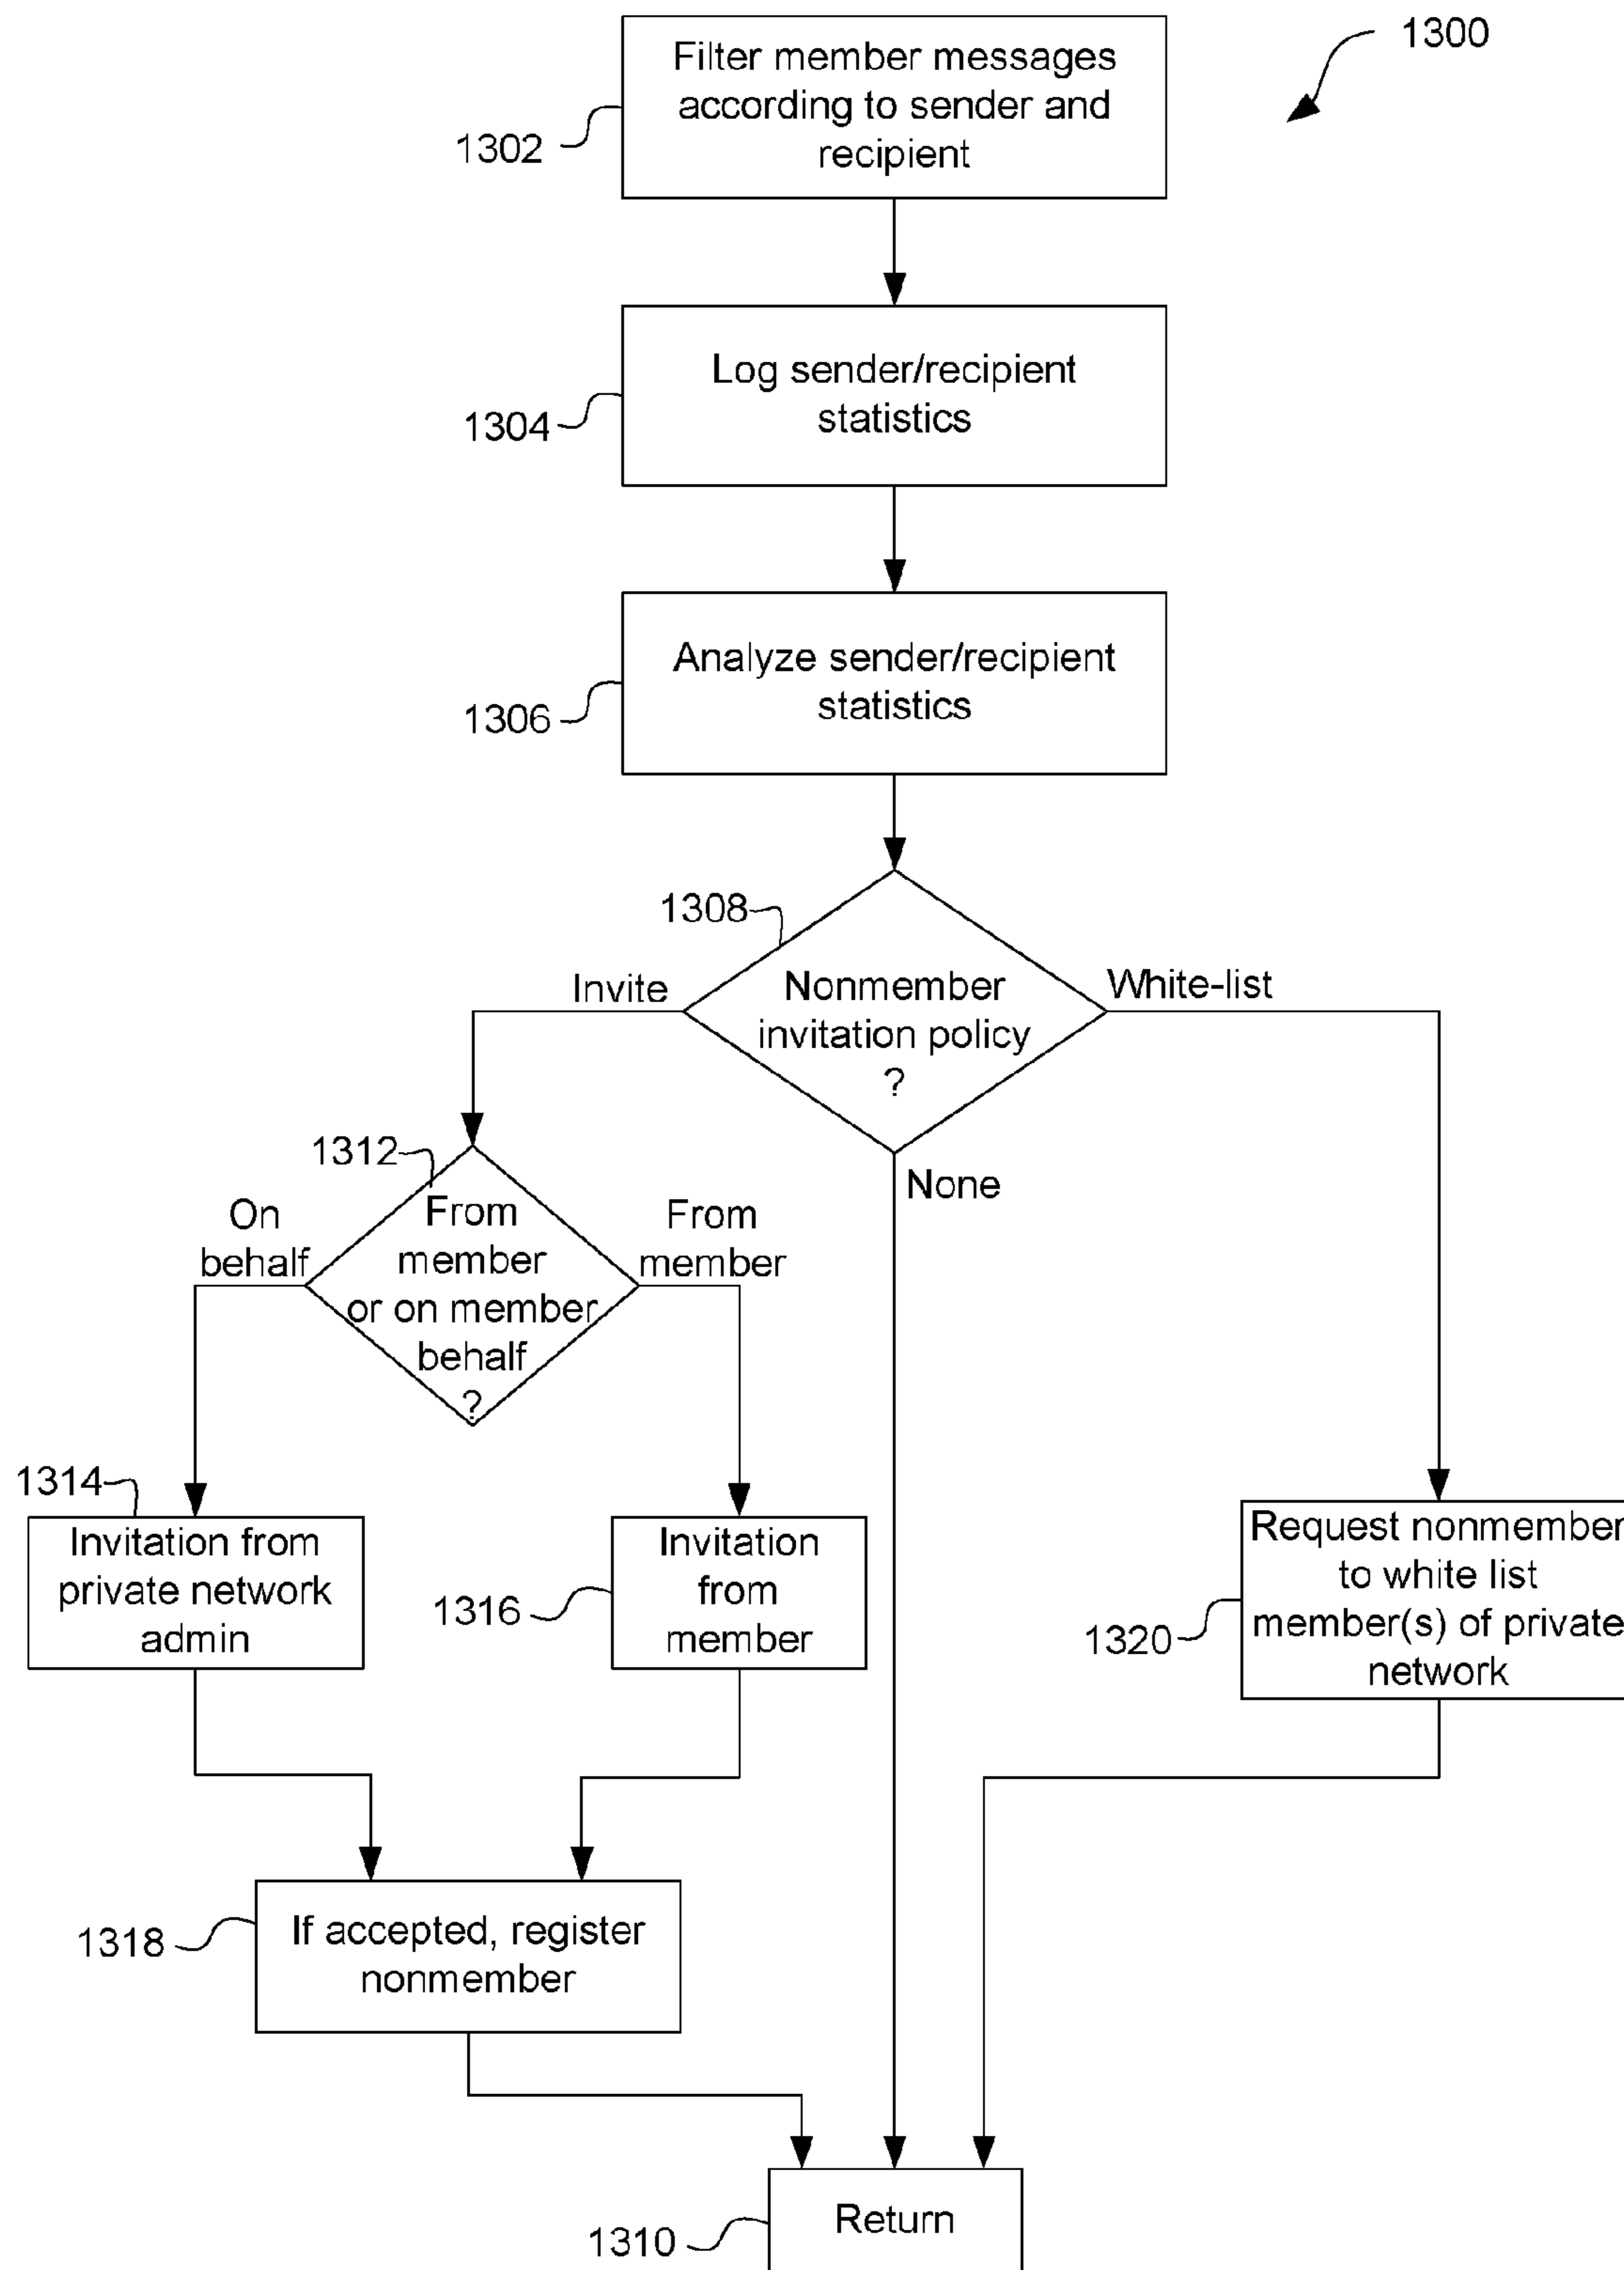 1300
Filter member messages
according to sender and
recipient
1302
Log sender/recipient
statistics
1304
Analyze sender/recipient
statistics
1306
1308
Nonmember
invitation policy
?
Invite
White-list
None
1312
From
member
or on member
behalf
?
On
behalf
From
member
1314
Invitation from
private network
admin
1316
Invitation
from
member
1320
Request nonmember
to white list
member(s) of private
network
1318
If accepted, register
nonmember
1310
Return